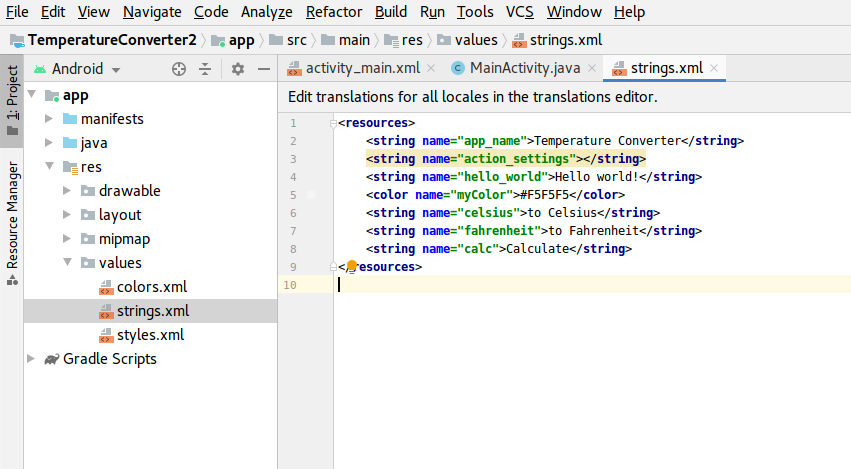 File Edit View Navigate Code Analyze Refactor Build Run Tools VCS Window Help
TemperatureConverter2 app src main res values strings.xml
Android activity_main.xml MainActivity.java strings.xml
1: Project
Resource Manager
app
manifests
java
res
drawable
layout
mipmap
values
colors.xml
strings.xml
styles.xml
Gradle Scripts
Edit translations for all locales in the translations editor.
1 <resources>
2 <string name="app_name">Temperature Converter</string>
3 <string name="action_settings"></string>
4 <string name="hello_world">Hello world!</string>
5 <color name="myColor">#F5F5F5</color>
6 <string name="celsius">to Celsius</string>
7 <string name="fahrenheit">to Fahrenheit</string>
8 <string name="calc">Calculate</string>
9 </resources>
10